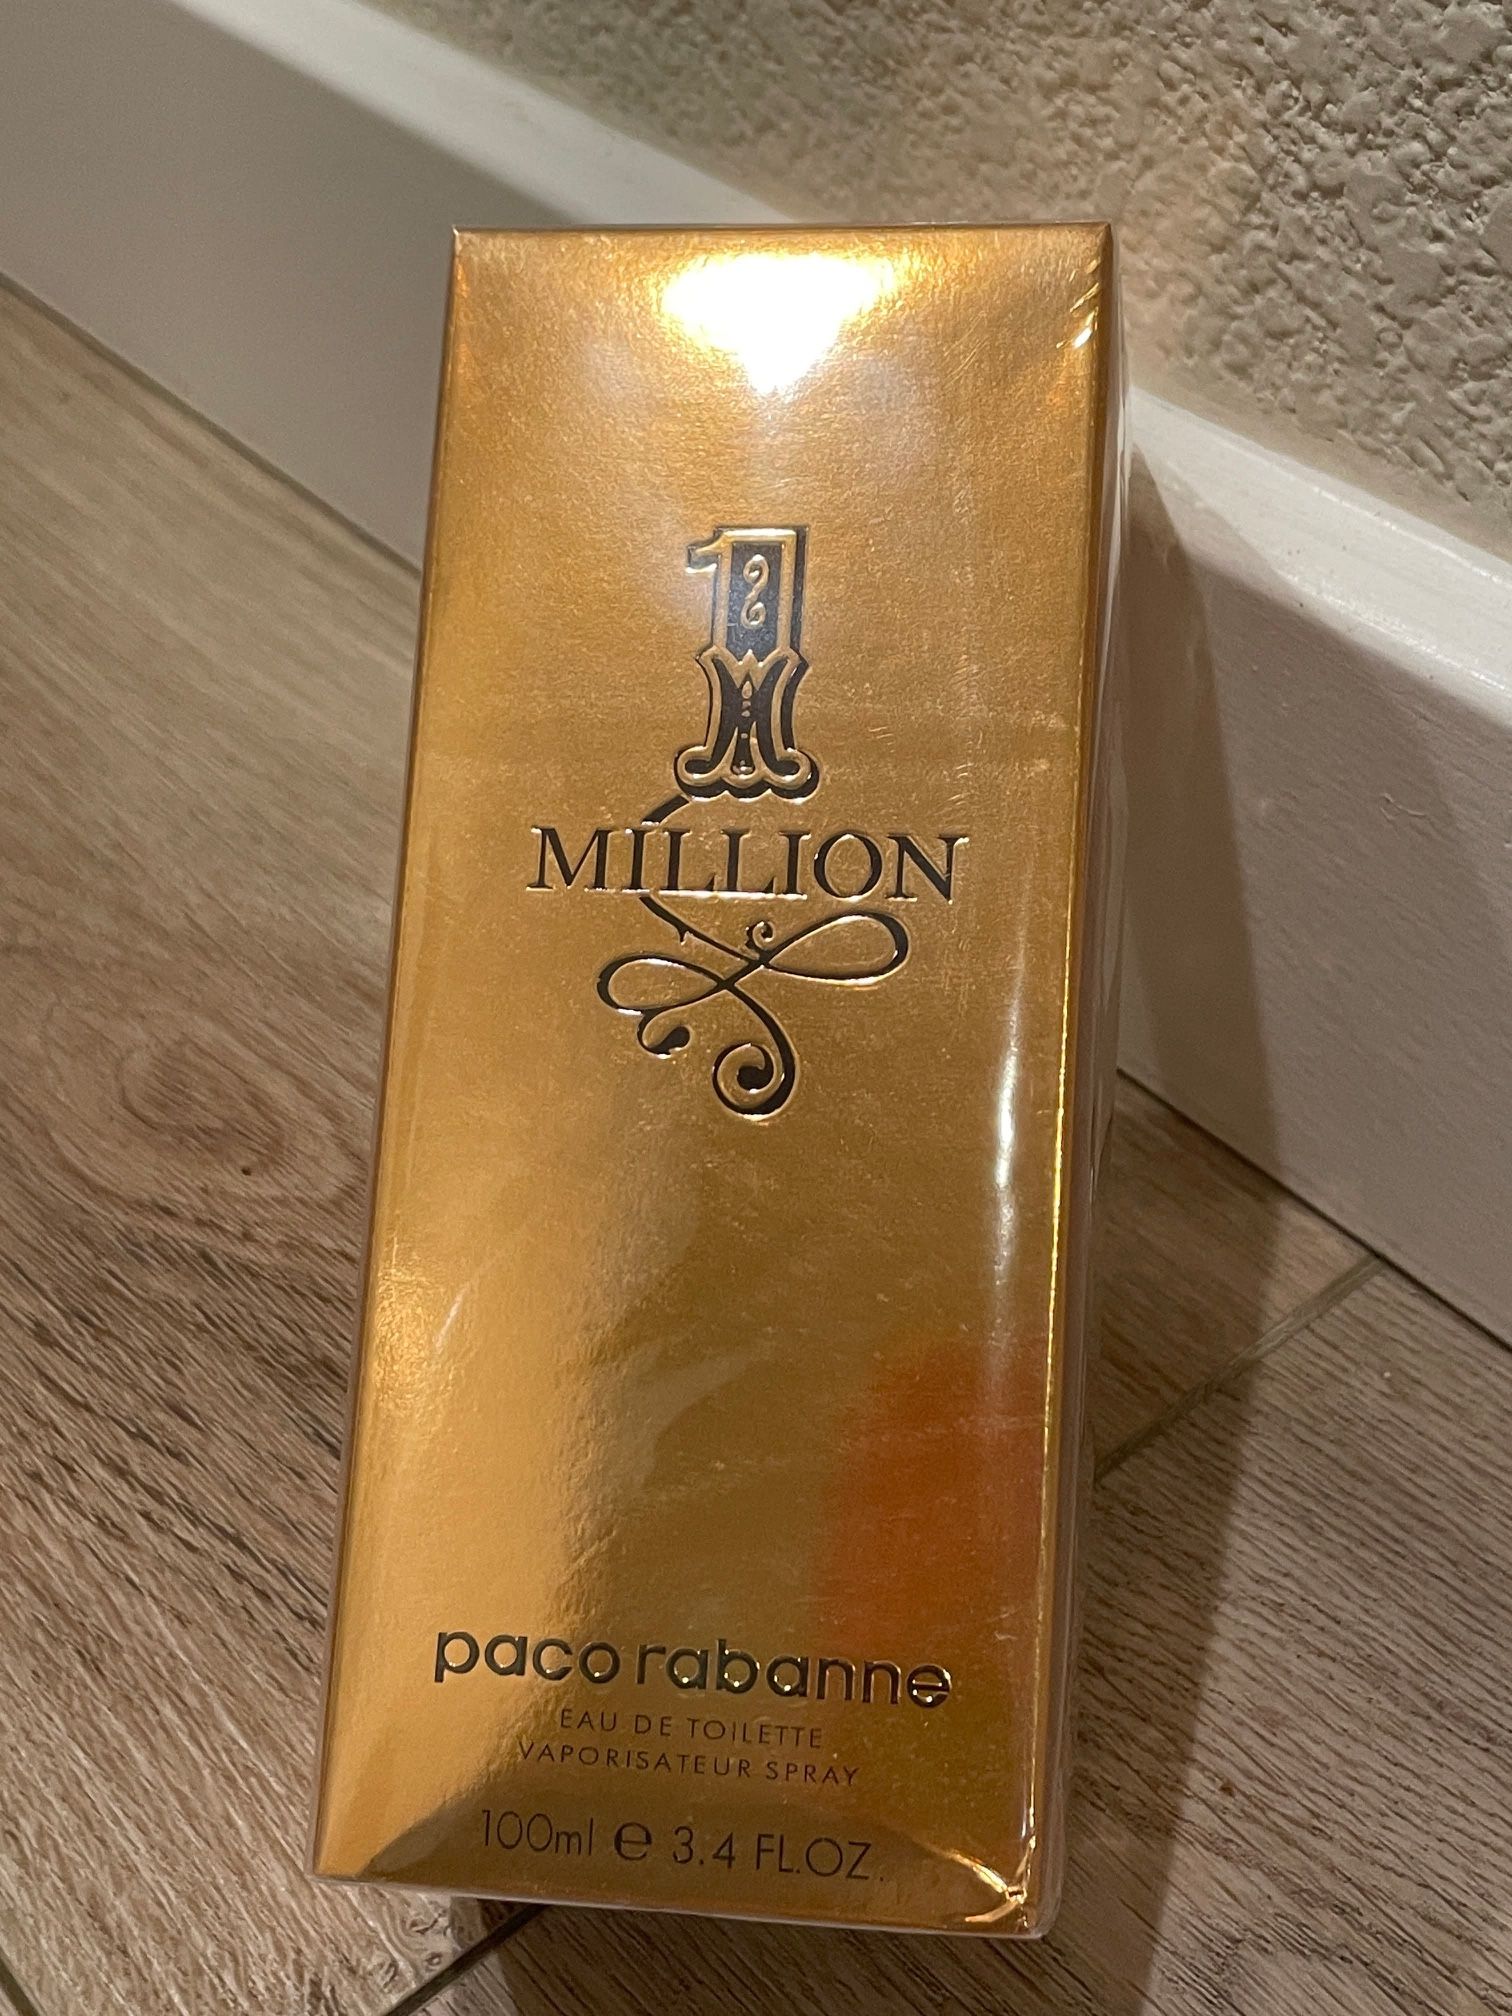 1
MILLION
paco rabanne
EAU DE TOILETTE
VAPORISATEUR SPRAY
100ml e 3.4 FL.OZ.